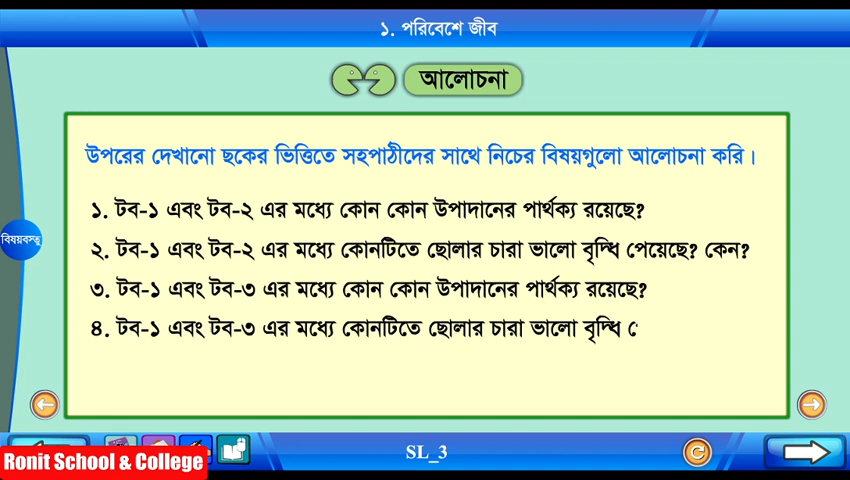 ১. পরিবেশে জীব
আলোচনা
উপরের দেখানো ছকের ভিত্তিতে সহপাঠীদের সাথে নিচের বিষয়গুলো আলোচনা করি।
১. টব-১ এবং টব-২ এর মধ্যে কোন কোন উপাদানের পার্থক্য রয়েছে?
২. টব-১ এবং টব-২ এর মধ্যে কোনটিতে ছোলার চারা ভালো বৃদ্ধি পেয়েছে? কেন?
বিষয়বস্তু
৩. টব-১ এবং টব-৩ এর মধ্যে কোন কোন উপাদানের পার্থক্য রয়েছে?
৪. টব-১ এবং টব-৩ এর মধ্যে কোনটিতে ছোলার চারা ভালো বৃদ্ধি ে
SL_3
Ronit School & College